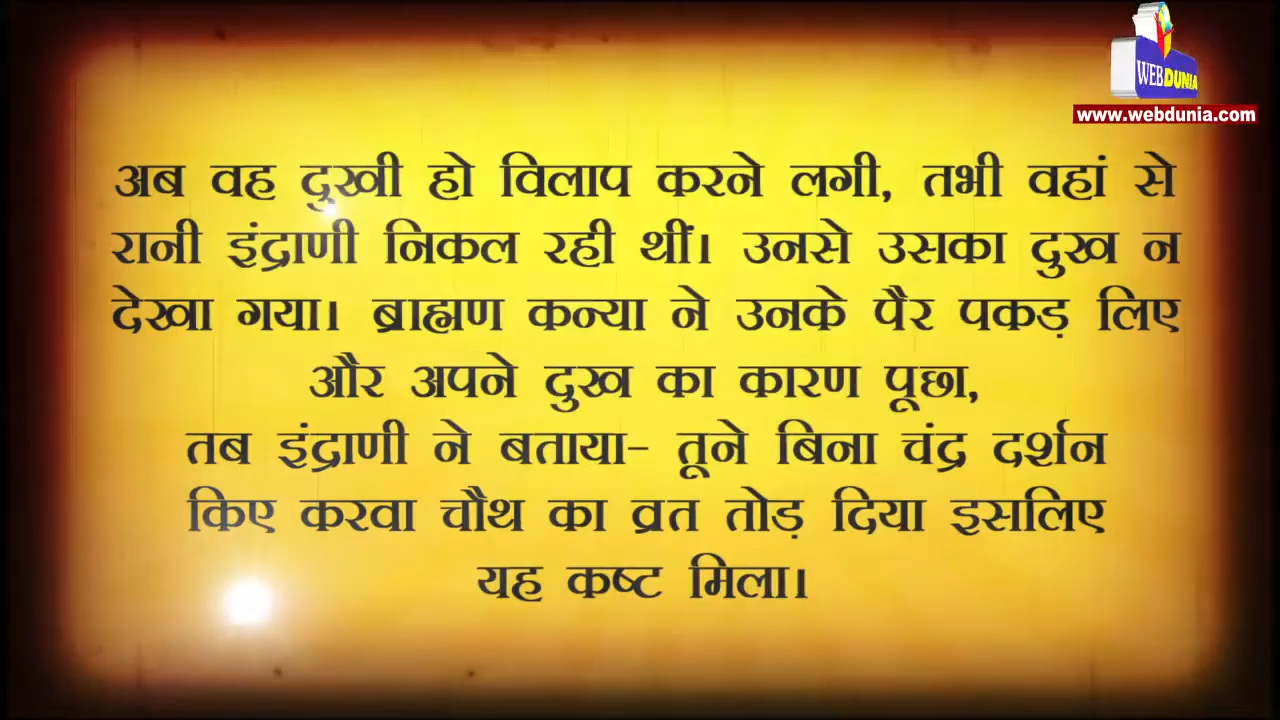 WEBDUNIA
www.webdunia.com
अब वह दुखी हो विलाप करने लगी, तभी वहां से
रानी इंद्राणी निकल रही थीं। उनसे उसका दुख न
देखा गया। ब्राह्मण कन्या ने उनके पैर पकड़ लिए
और अपने दुख का कारण पूछा,
तब इंद्राणी ने बताया- तूने बिना चंद्र दर्शन
किए करवा चौथ का व्रत तोड़ दिया इसलिए
यह कष्ट मिला।